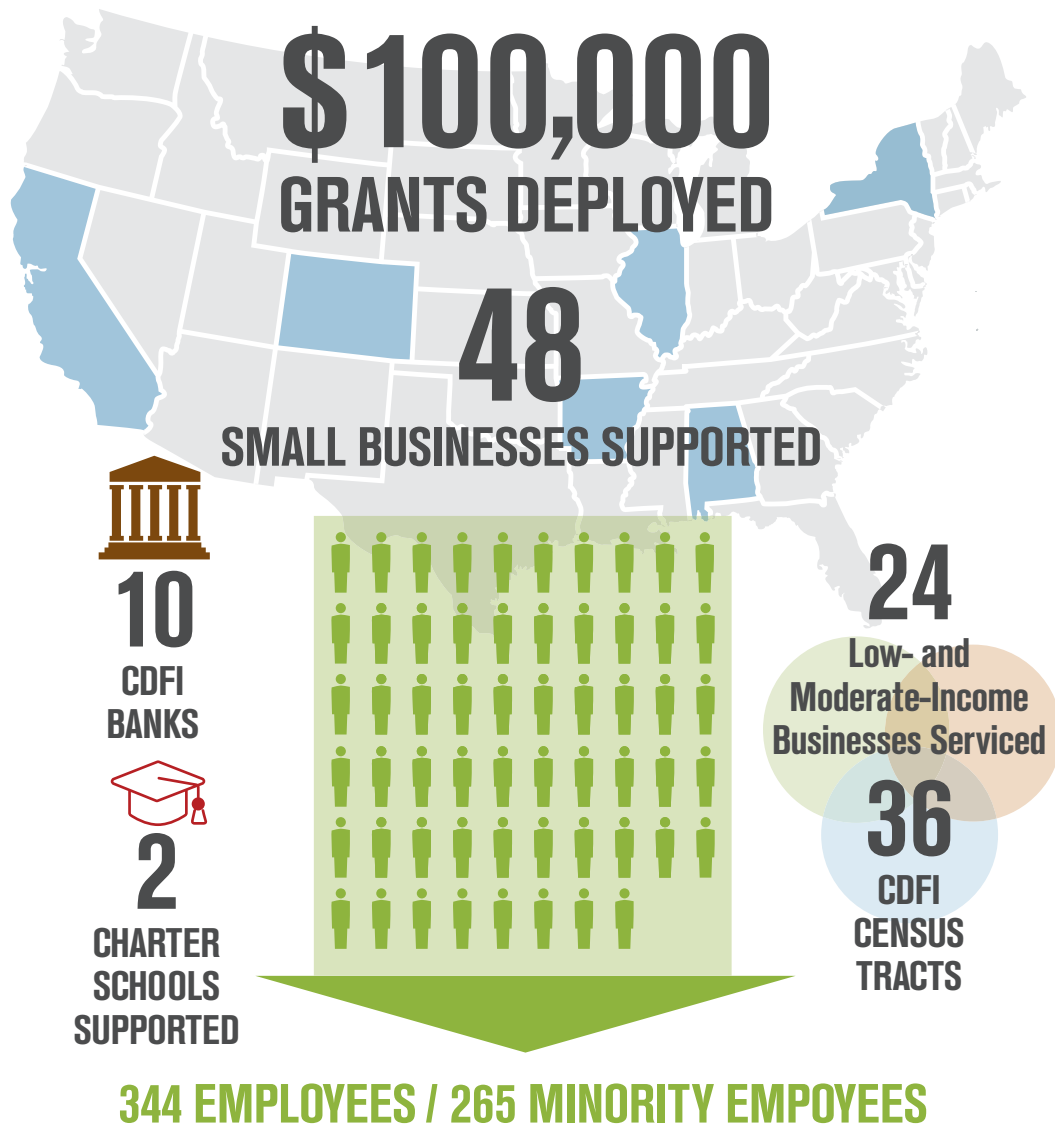 $100,000
GRANTS DEPLOYED
48
SMALL BUSINESSES SUPPORTED
10
CDFI
BANKS
2
CHARTER
SCHOOLS
SUPPORTED
24
Low- and
Moderate-Income
Businesses Serviced
36
CDFI
CENSUS
TRACTS
344 EMPLOYEES / 265 MINORITY EMPOYEES